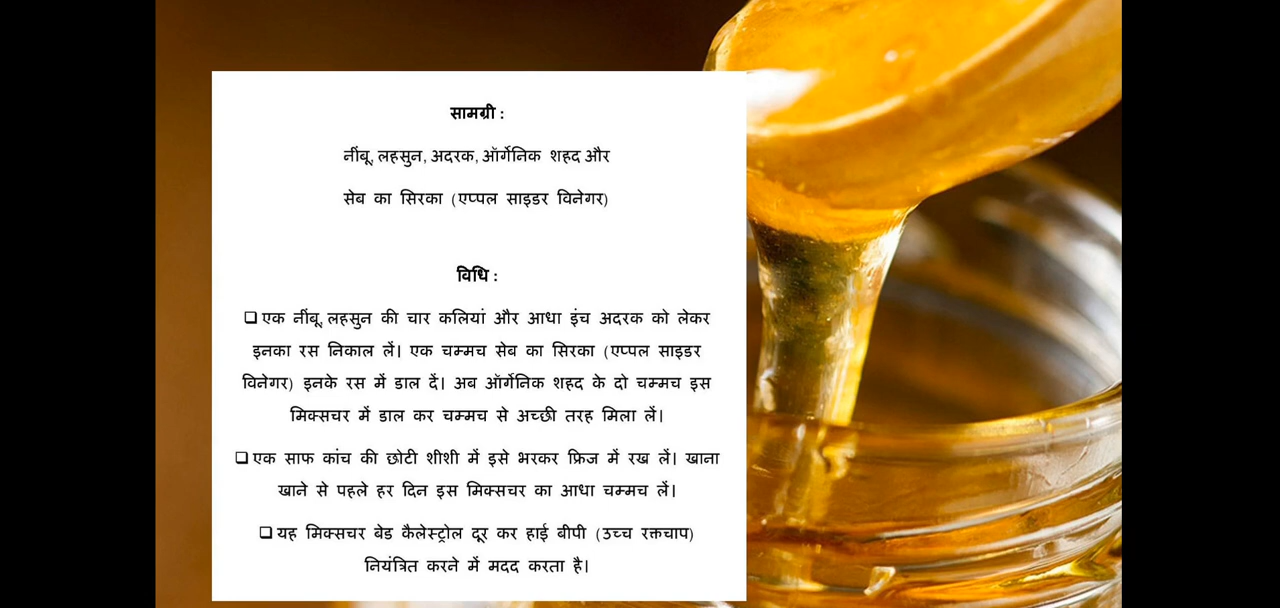 सामग्री :
नींबू, लहसुन, अदरक, ऑर्गेनिक शहद और
सेब का सिरका (एप्पल साइडर विनेगर)
विधि :
❑ एक नींबू, लहसुन की चार कलियां और आधा इंच अदरक को लेकर
इनका रस निकाल लें। एक चम्मच सेब का सिरका (एप्पल साइडर
विनेगर) इनके रस में डाल दें। अब ऑर्गेनिक शहद के दो चम्मच इस
मिक्सचर में डाल कर चम्मच से अच्छी तरह मिला लें।
❑ एक साफ कांच की छोटी शीशी में इसे भरकर फ्रिज में रख लें। खाना
खाने से पहले हर दिन इस मिक्सचर का आधा चम्मच लें।
❑ यह मिक्सचर बेड कैलेस्ट्रोल दूर कर हाई बीपी (उच्च रक्तचाप)
नियंत्रित करने में मदद करता है।